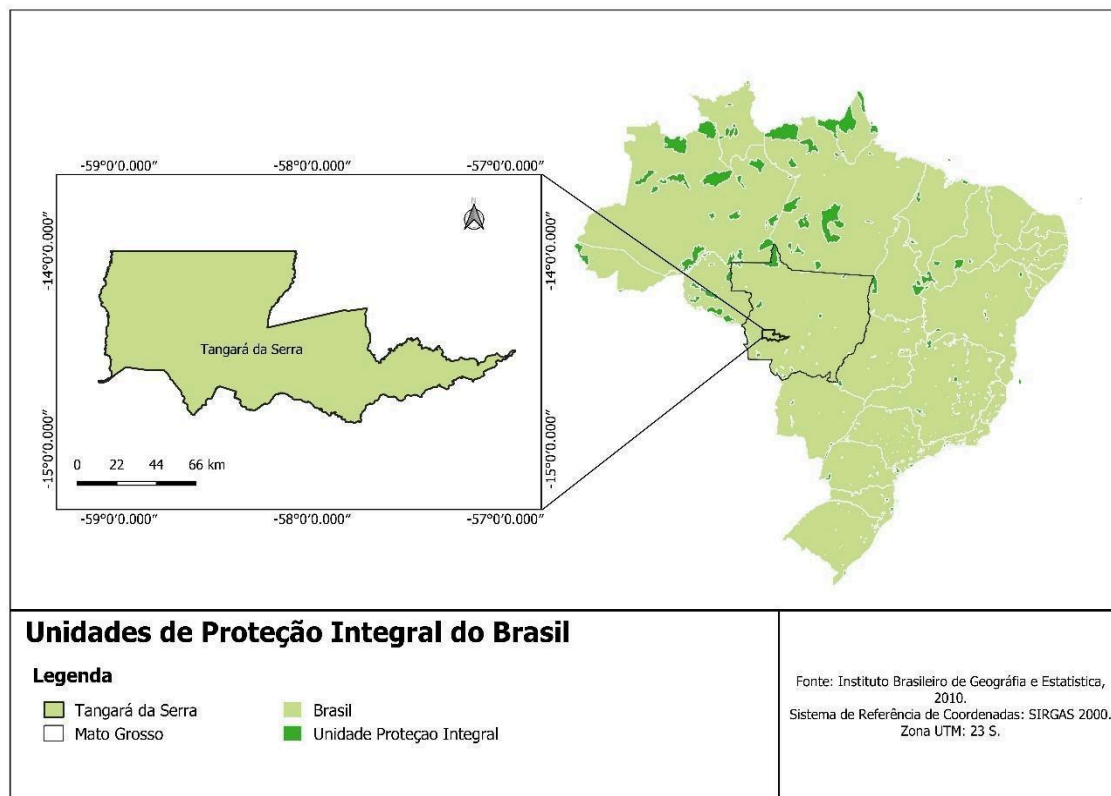 -59°0′0.000″ -58°0′0.000″ -57°0′0.000″
-14°0′0.000″
-14°0′0.000″
N
Tangará da Serra
0 22 44 66 km
-15°0′0.000″
-15°0′0.000″
-59°0′0.000″ -58°0′0.000″ -57°0′0.000″
Unidades de Proteção Integral do Brasil
Legenda
Tangará da Serra
Mato Grosso
Brasil
Unidade Proteçao Integral
Fonte: Instituto Brasileiro de Geográfia e Estatistica,
2010.
Sistema de Referência de Coordenadas: SIRGAS 2000.
Zona UTM: 23 S.